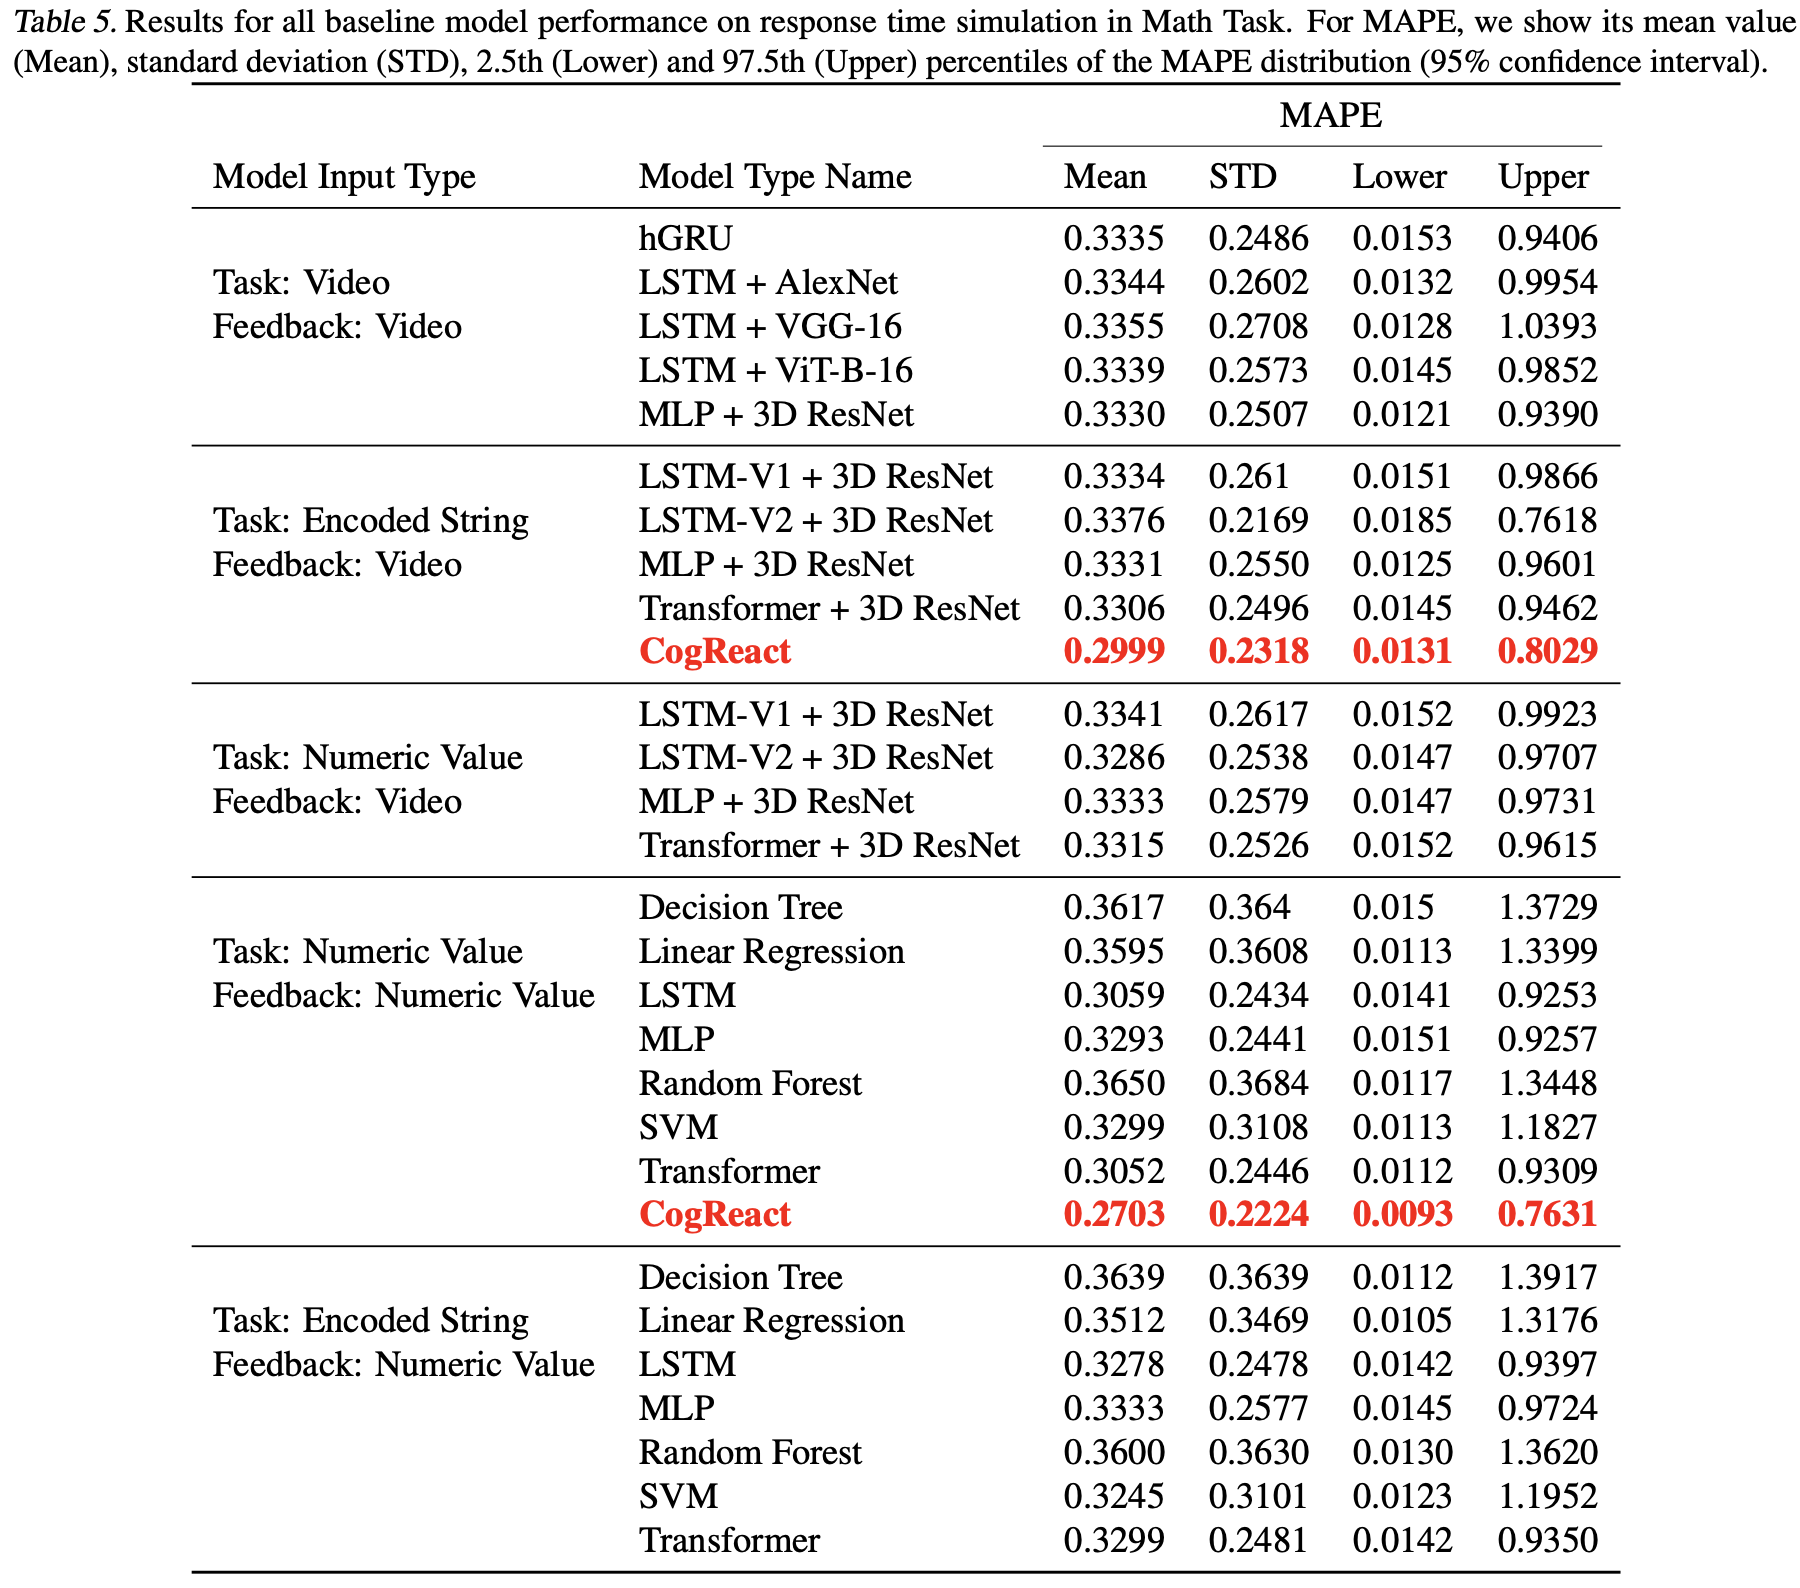 Table 5. Results for all baseline model performance on response time simulation in Math Task. For MAPE, we show its mean value
(Mean), standard deviation (STD), 2.5th (Lower) and 97.5th (Upper) percentiles of the MAPE distribution (95% confidence interval).
MAPE
Model Input Type Model Type Name Mean STD Lower Upper
hGRU 0.3335 0.2486 0.0153 0.9406
Task: Video LSTM + AlexNet 0.3344 0.2602 0.0132 0.9954
Feedback: Video LSTM + VGG-16 0.3355 0.2708 0.0128 1.0393
LSTM + ViT-B-16 0.3339 0.2573 0.0145 0.9852
MLP + 3D ResNet 0.3330 0.2507 0.0121 0.9390
LSTM-V1 + 3D ResNet 0.3334 0.261 0.0151 0.9866
Task: Encoded String LSTM-V2 + 3D ResNet 0.3376 0.2169 0.0185 0.7618
Feedback: Video MLP + 3D ResNet 0.3331 0.2550 0.0125 0.9601
Transformer + 3D ResNet 0.3306 0.2496 0.0145 0.9462
CogReact 0.2999 0.2318 0.0131 0.8029
LSTM-V1 + 3D ResNet 0.3341 0.2617 0.0152 0.9923
Task: Numeric Value LSTM-V2 + 3D ResNet 0.3286 0.2538 0.0147 0.9707
Feedback: Video MLP + 3D ResNet 0.3333 0.2579 0.0147 0.9731
Transformer + 3D ResNet 0.3315 0.2526 0.0152 0.9615
Decision Tree 0.3617 0.364 0.015 1.3729
Task: Numeric Value Linear Regression 0.3595 0.3608 0.0113 1.3399
Feedback: Numeric Value LSTM 0.3059 0.2434 0.0141 0.9253
MLP 0.3293 0.2441 0.0151 0.9257
Random Forest 0.3650 0.3684 0.0117 1.3448
SVM 0.3299 0.3108 0.0113 1.1827
Transformer 0.3052 0.2446 0.0112 0.9309
CogReact 0.2703 0.2224 0.0093 0.7631
Decision Tree 0.3639 0.3639 0.0112 1.3917
Task: Encoded String Linear Regression 0.3512 0.3469 0.0105 1.3176
Feedback: Numeric Value LSTM 0.3278 0.2478 0.0142 0.9397
MLP 0.3333 0.2577 0.0145 0.9724
Random Forest 0.3600 0.3630 0.0130 1.3620
SVM 0.3245 0.3101 0.0123 1.1952
Transformer 0.3299 0.2481 0.0142 0.9350